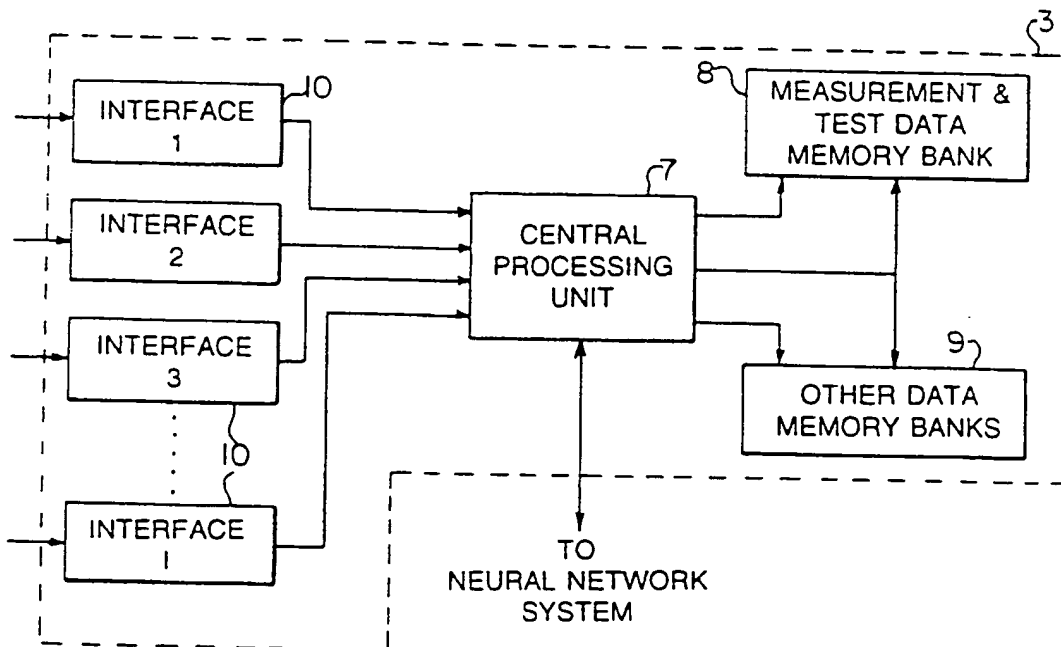 3
10
INTERFACE
1
8
MEASUREMENT &
TEST DATA
MEMORY BANK
7
INTERFACE
2
CENTRAL
PROCESSING
UNIT
INTERFACE
3
10
9
OTHER DATA
MEMORY BANKS
10
INTERFACE
I
TO
NEURAL NETWORK
SYSTEM